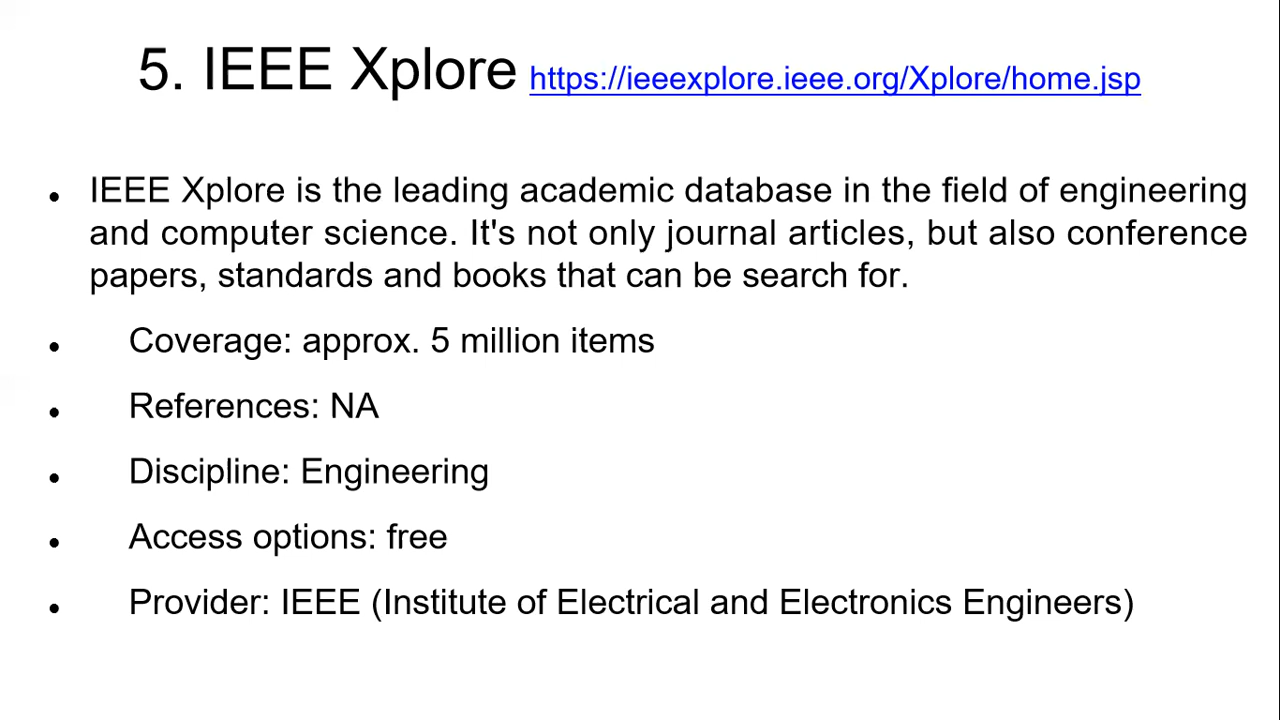 5. IEEE Xplore https://ieeexplore.ieee.org/Xplore/home.jsp
• IEEE Xplore is the leading academic database in the field of engineering
and computer science. It's not only journal articles, but also conference
papers, standards and books that can be search for.
• Coverage: approx. 5 million items
• References: NA
• Discipline: Engineering
• Access options: free
• Provider: IEEE (Institute of Electrical and Electronics Engineers)